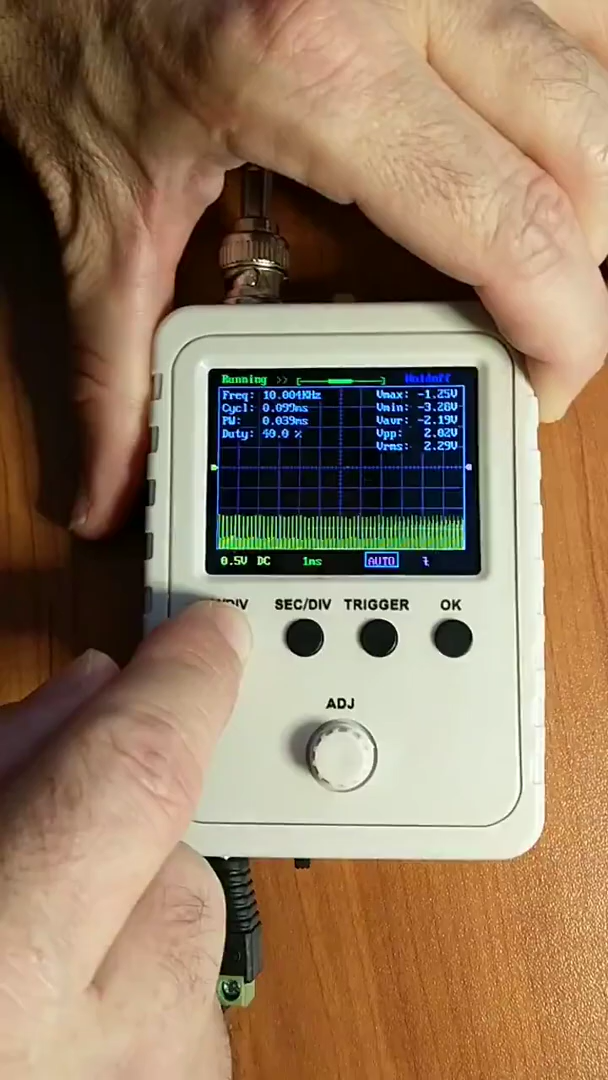 Running >> Holdoff
Freq: 10.004KHz Vmax: -1.25V
Cycl: 0.099ms Vmin: -3.28V
PW: 0.039ms Vavr: -2.19V
Duty: 40.0 % Vpp: 2.02V
Vrms: 2.29V
0.5V DC 1ms AUTO
V/DIV SEC/DIV TRIGGER OK
ADJ